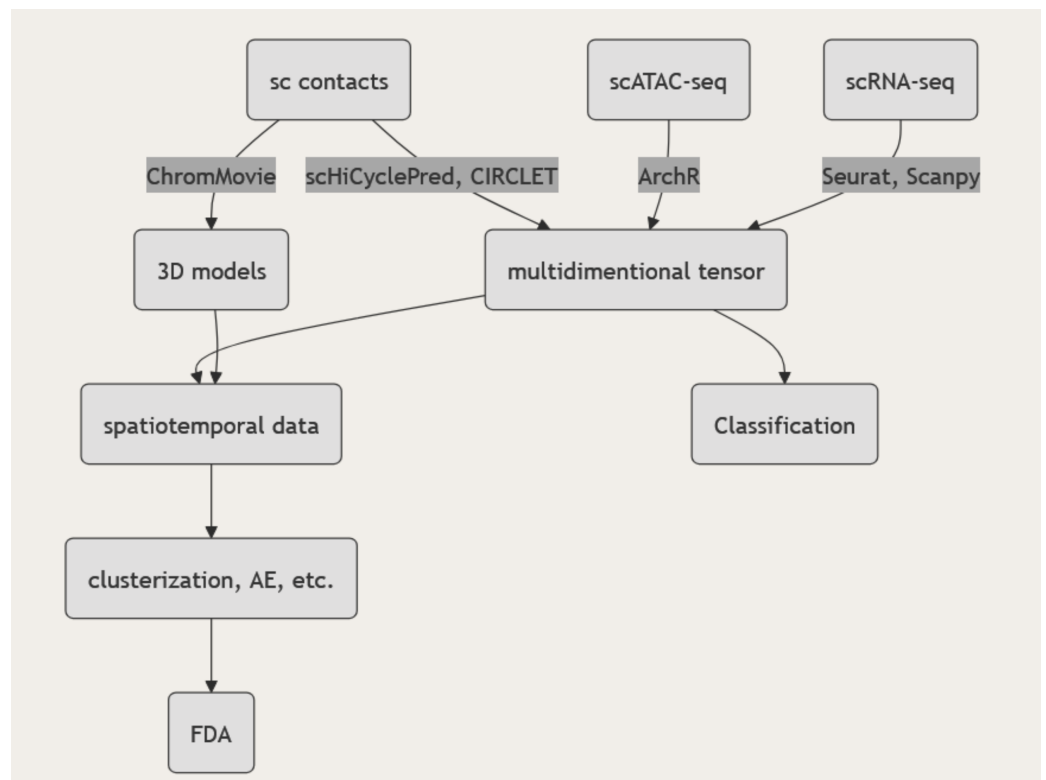 sc contacts
scATAC-seq
scRNA-seq
ChromMovie
scHiCyclePred, CIRCLET
ArchR
Seurat, Scanpy
3D models
multidimentional tensor
spatiotemporal data
Classification
clusterization, AE, etc.
FDA